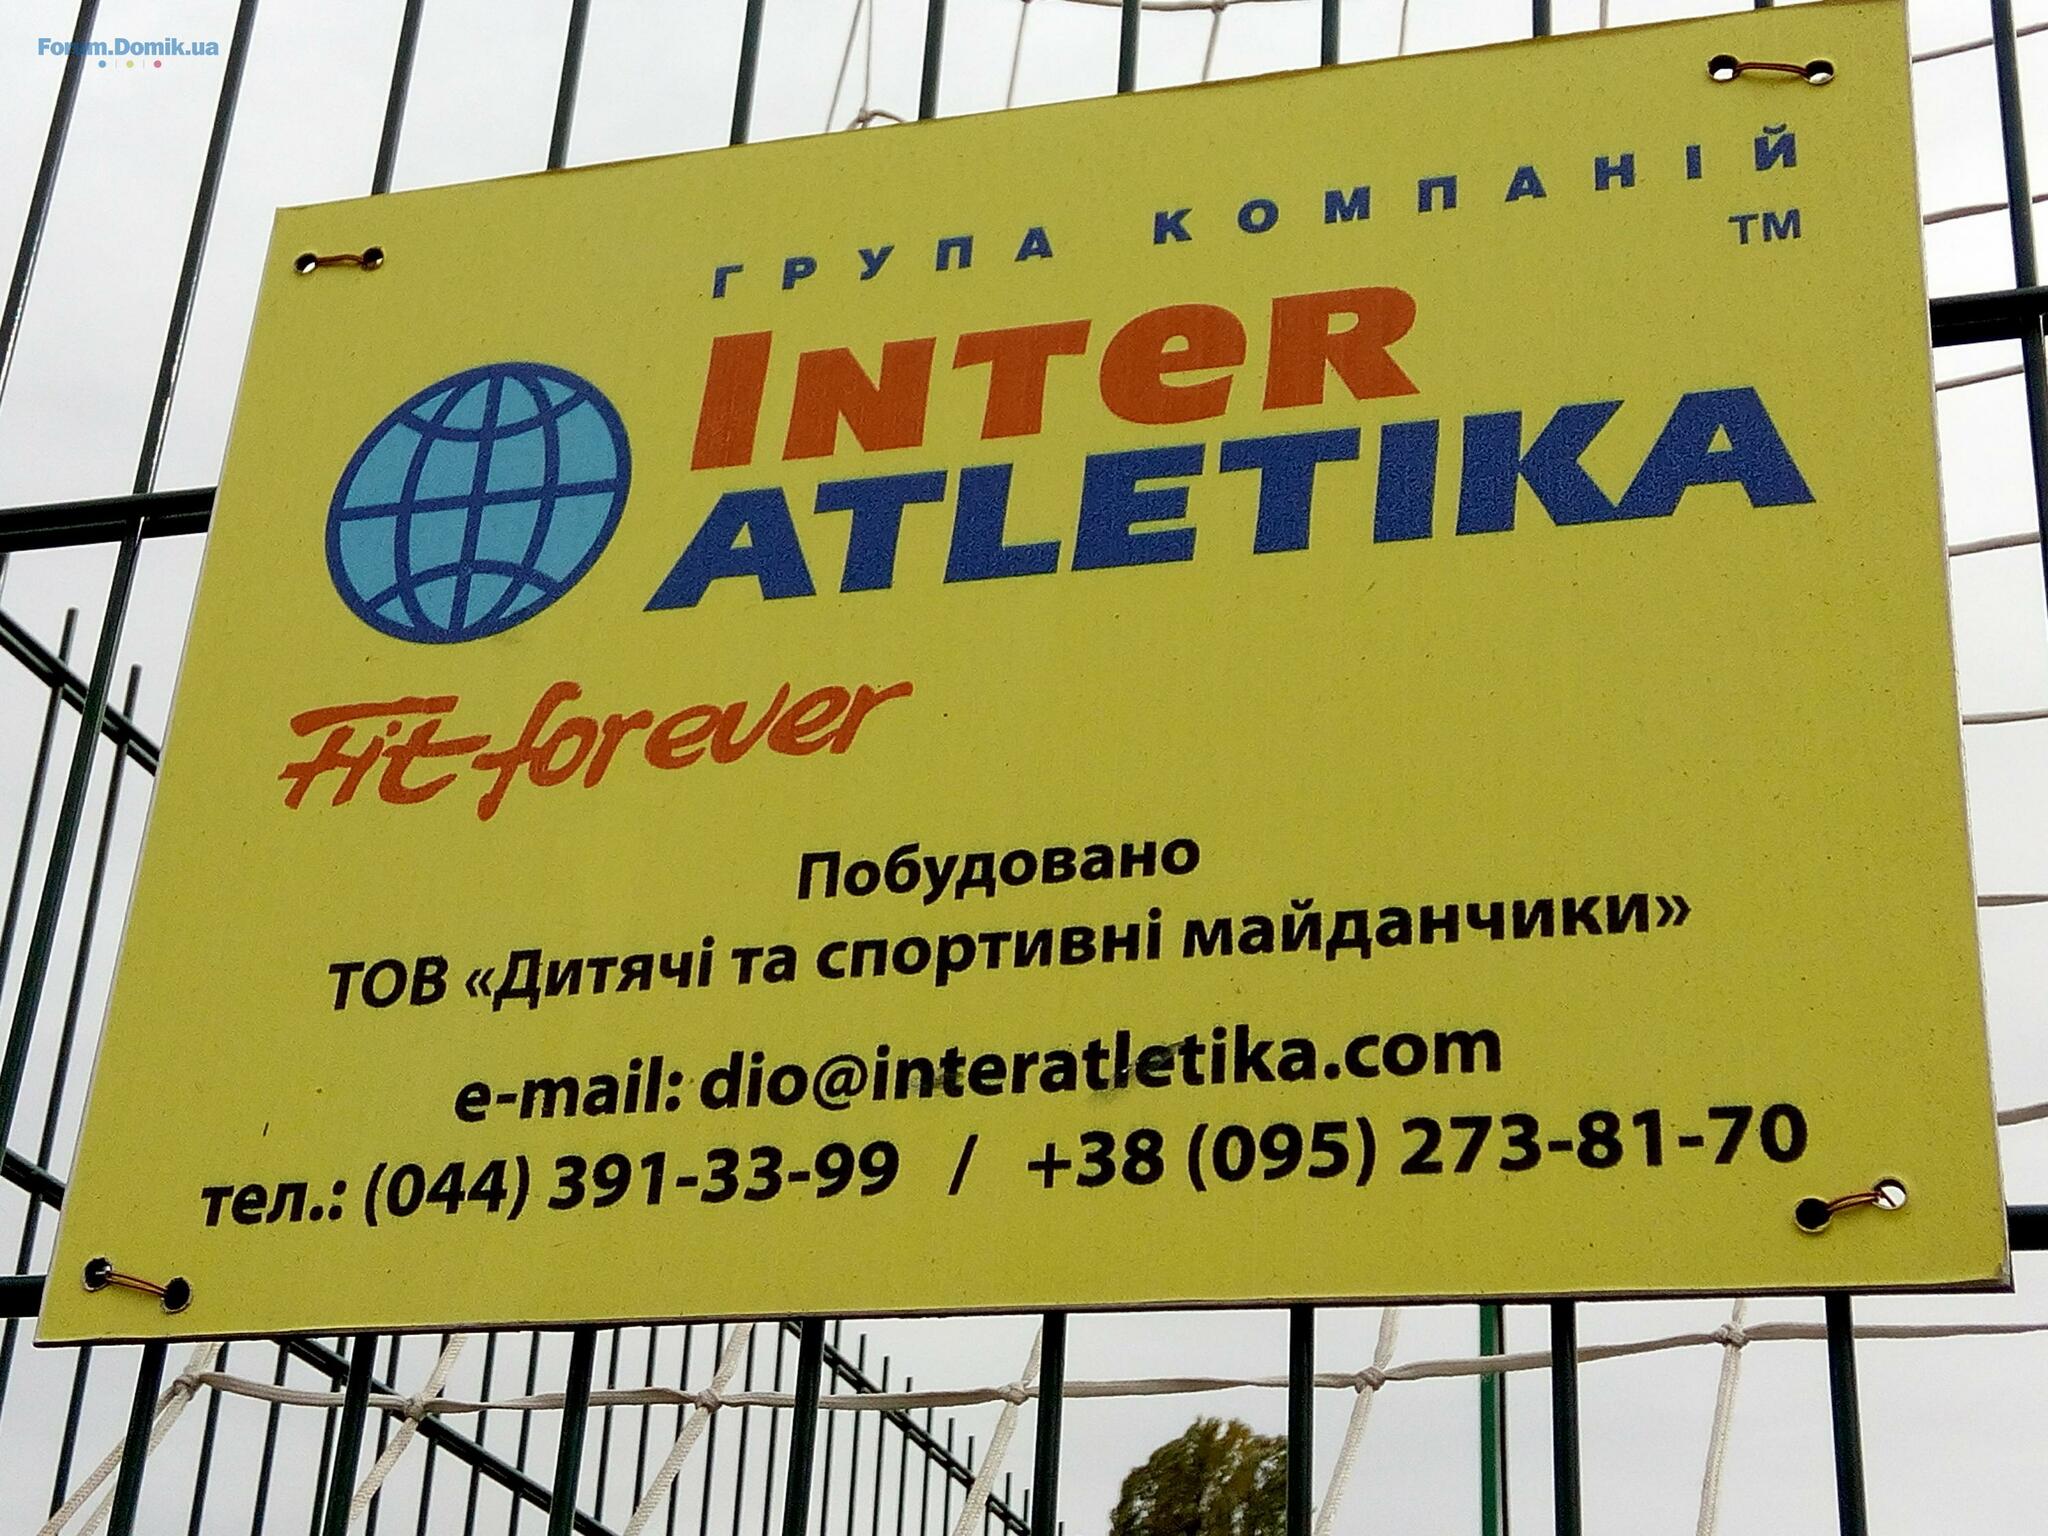 Forum.Domik.ua
ГРУПА КОМПАНІЙ
TM
INTER
ATLETIKA
Fit-forever
Побудовано
ТОВ «Дитячі та спортивні майданчики»
e-mail: dio@interatletika.com
тел.: (044) 391-33-99 / +38 (095) 273-81-70